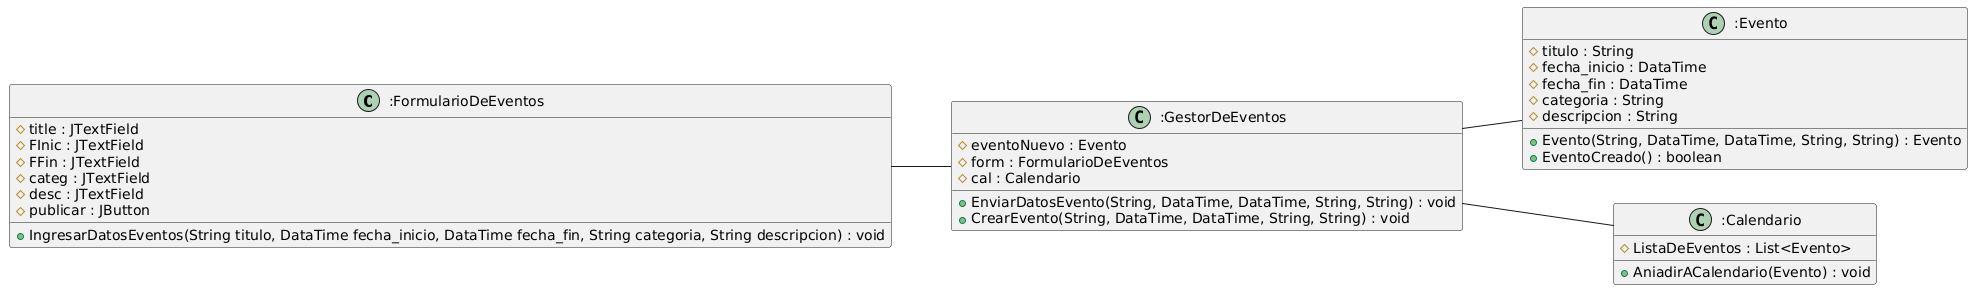 :FormularioDeEventos
title : JTextField
FInic : JTextField
FFin : JTextField
categ : JTextField
desc : JTextField
publicar : JButton
IngresarDatosEventos(String titulo, DataTime fecha_inicio, DataTime fecha_fin, String categoria, String descripcion) : void
:GestorDeEventos
eventoNuevo : Evento
form : FormularioDeEventos
cal : Calendario
EnviarDatosEvento(String, DataTime, DataTime, String, String) : void
CrearEvento(String, DataTime, DataTime, String, String) : void
:Evento
titulo : String
fecha_inicio : DataTime
fecha_fin : DataTime
categoria : String
descripcion : String
Evento(String, DataTime, DataTime, String, String) : Evento
EventoCreado() : boolean
:Calendario
ListaDeEventos : List<Evento>
AniadirACalendario(Evento) : void